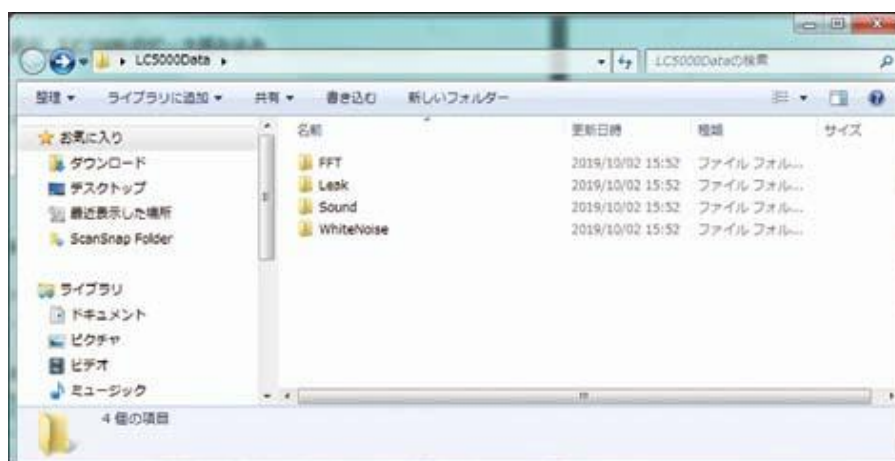 LC5000Data
LC5000Dataの検索
整理 ライブラリに追加 共有 書き込む 新しいフォルダー
お気に入り
ダウンロード
デスクトップ
最近表示した場所
ScanSnap Folder
ライブラリ
ドキュメント
ピクチャ
ビデオ
ミュージック
名前 更新日時 種類 サイズ
FFT 2019/10/02 15:52 ファイル フォル...
Leak 2019/10/02 15:52 ファイル フォル...
Sound 2019/10/02 15:52 ファイル フォル...
WhiteNoise 2019/10/02 15:52 ファイル フォル...
4 個の項目